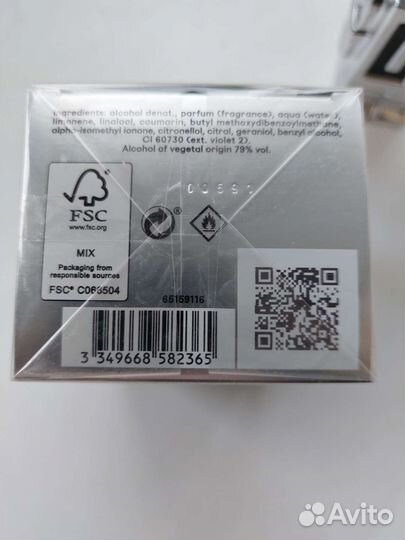 Ingredients: alcohol denat., parfum (fragrance), aqua (water),
limonene, linalool, coumarin, butyl methoxydibenzoylmethane,
alpha-isomethyl ionone, citronellol, citral, geraniol, benzyl alcohol,
CI 60730 (ext. violet 2).
Alcohol of vegetal origin 79% vol.
FSC
www.fsc.org
MIX
Packaging from
responsible sources
FSC® C068504
65159116
3 349668 582365
Avito